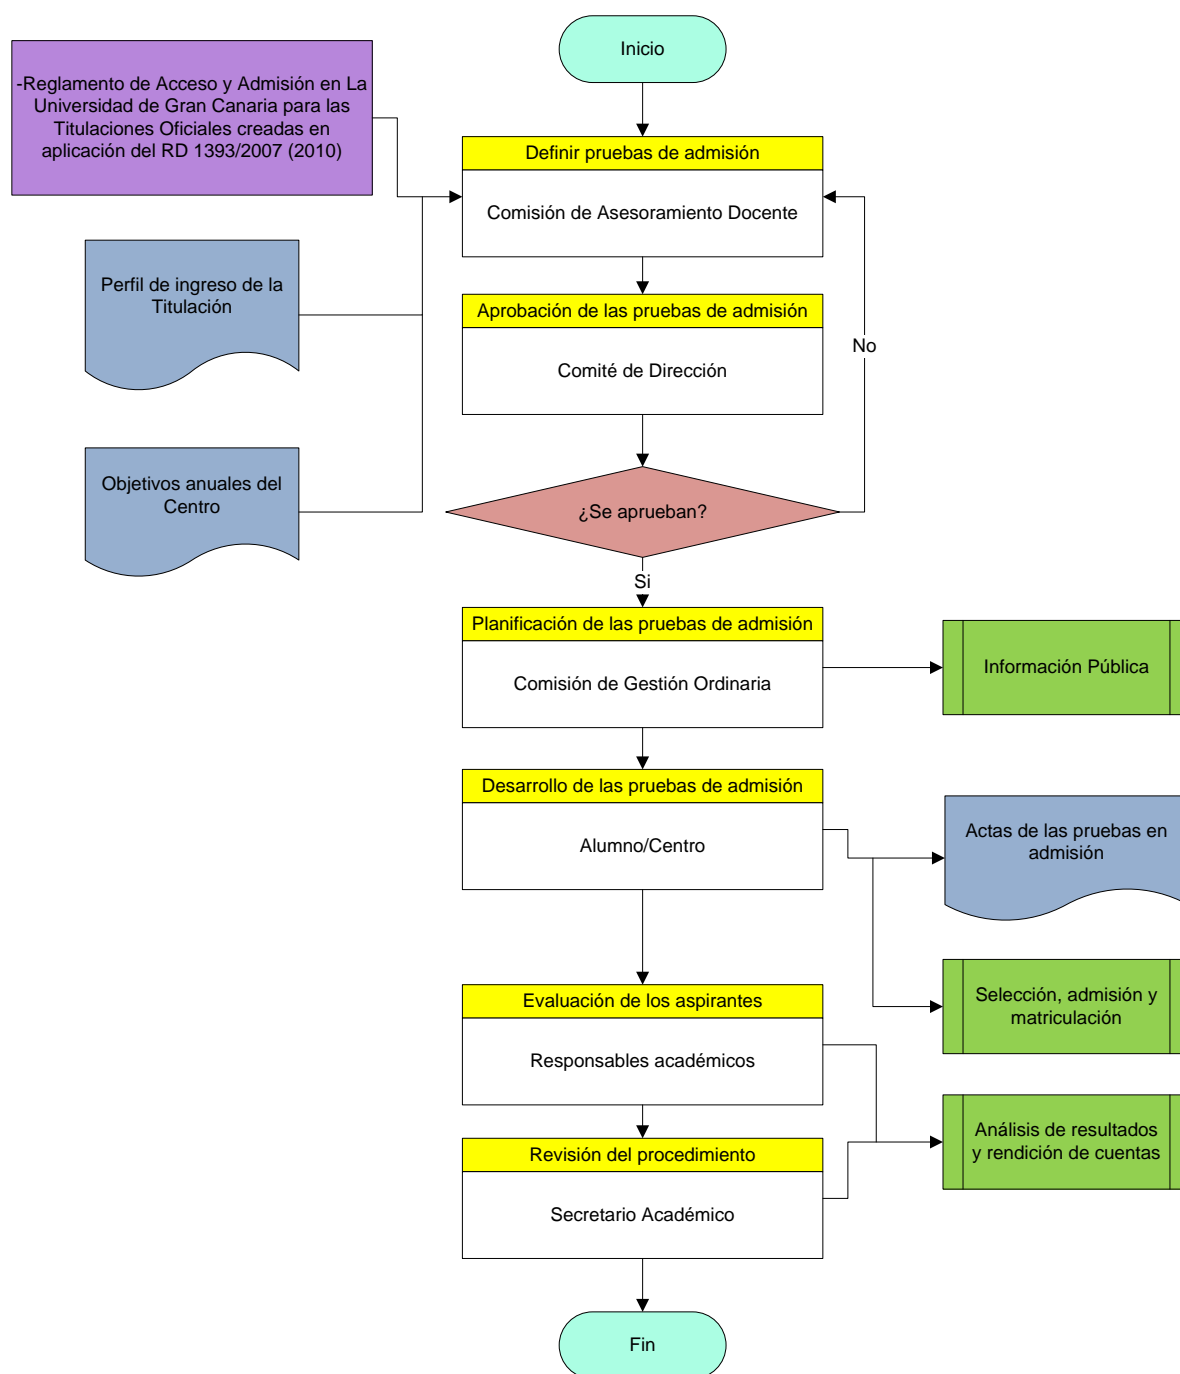 Inicio
-Reglamento de Acceso y Admisión en La
Universidad de Gran Canaria para las
Titulaciones Oficiales creadas en
aplicación del RD 1393/2007 (2010)
Definir pruebas de admisión
Comisión de Asesoramiento Docente
Perfil de ingreso de la
Titulación
Aprobación de las pruebas de admisión
Comité de Dirección
No
Objetivos anuales del
Centro
¿Se aprueban?
Si
Planificación de las pruebas de admisión
Comisión de Gestión Ordinaria
Información Pública
Desarrollo de las pruebas de admisión
Alumno/Centro
Actas de las pruebas en
admisión
Selección, admisión y
matriculación
Evaluación de los aspirantes
Responsables académicos
Análisis de resultados
y rendición de cuentas
Revisión del procedimiento
Secretario Académico
Fin